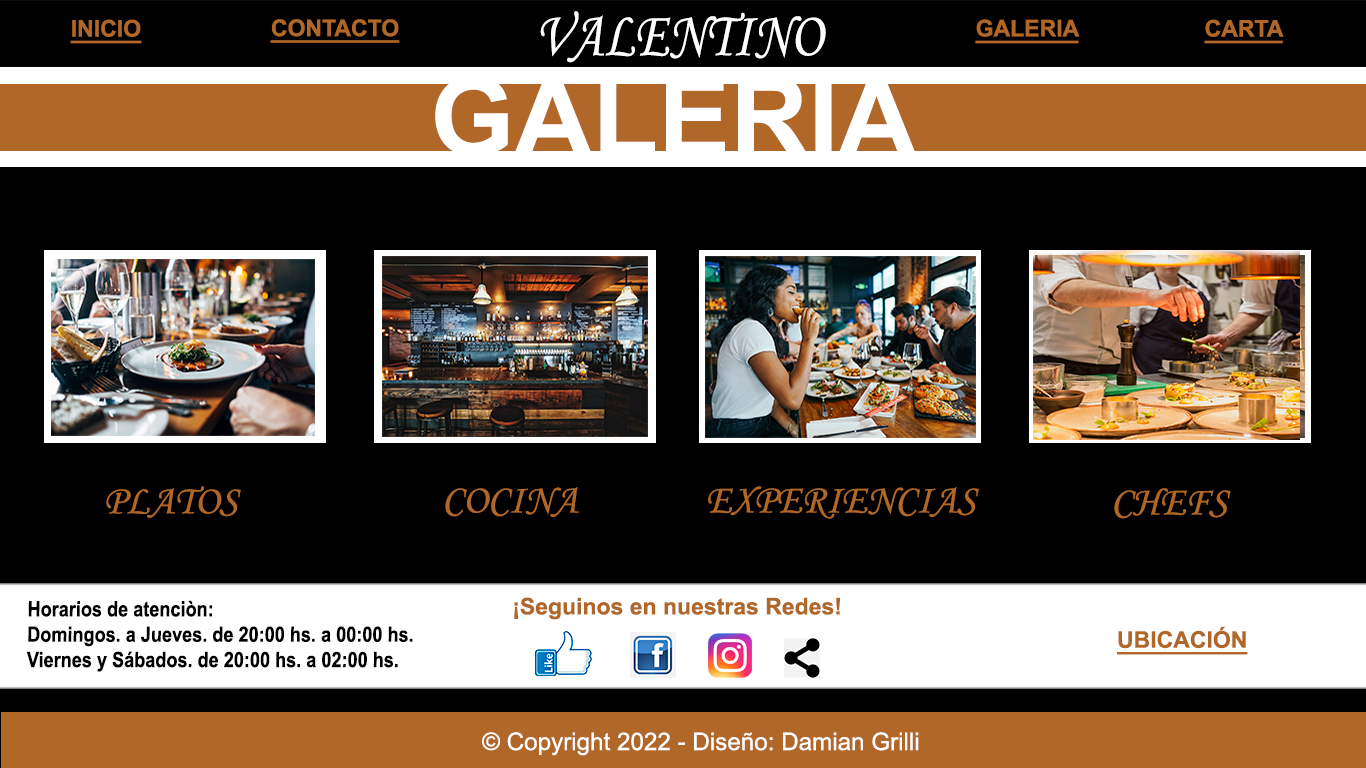 INICIO
CONTACTO
VALENTINO
GALERIA
CARTA
GALERIA
PLATOS
COCINA
EXPERIENCIAS
CHEFS
Horarios de atenciòn:
Domingos. a Jueves. de 20:00 hs. a 00:00 hs.
Viernes y Sábados. de 20:00 hs. a 02:00 hs.
¡Seguinos en nuestras Redes!
Like
f
UBICACIÓN
© Copyright 2022 - Diseño: Damian Grilli